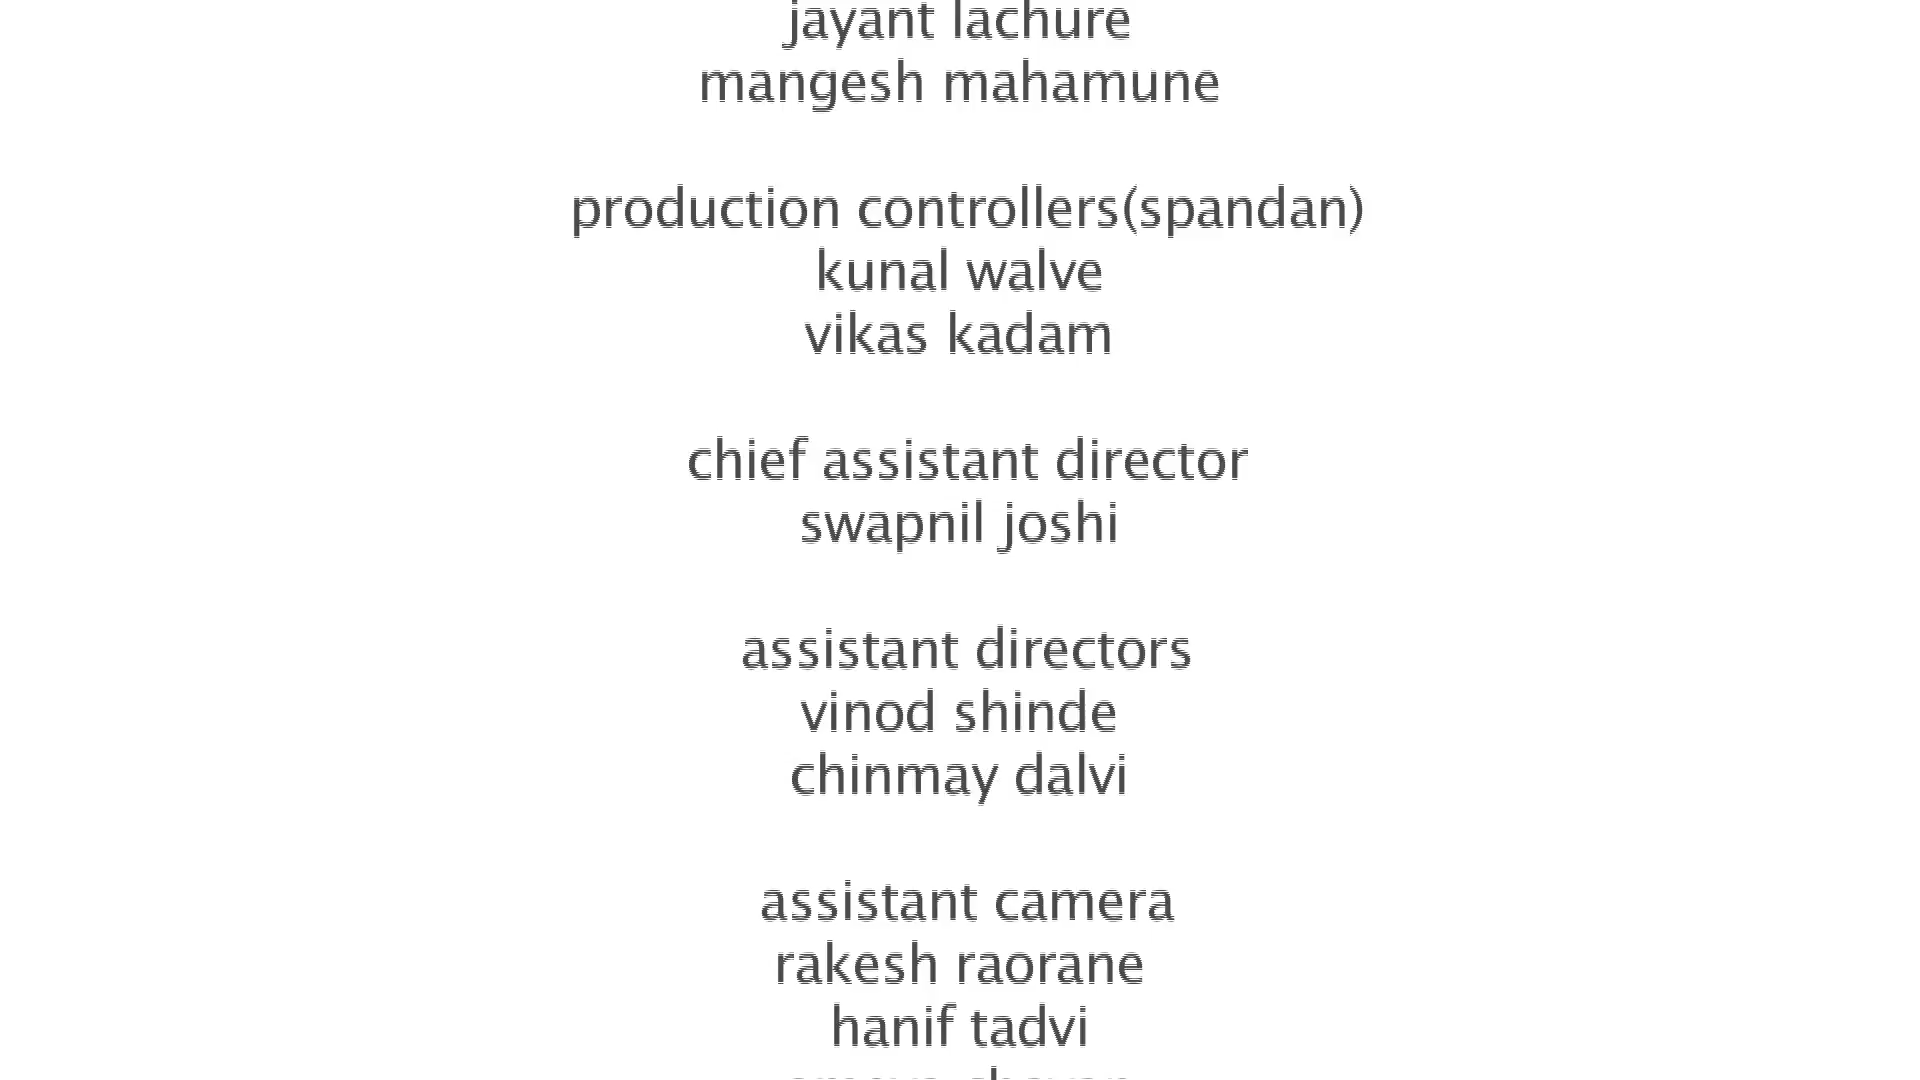 jayant lachure
mangesh mahamune
production controllers(spandan)
kunal walve
vikas kadam
chief assistant director
swapnil joshi
assistant directors
vinod shinde
chinmay dalvi
assistant camera
rakesh raorane
hanif tadvi